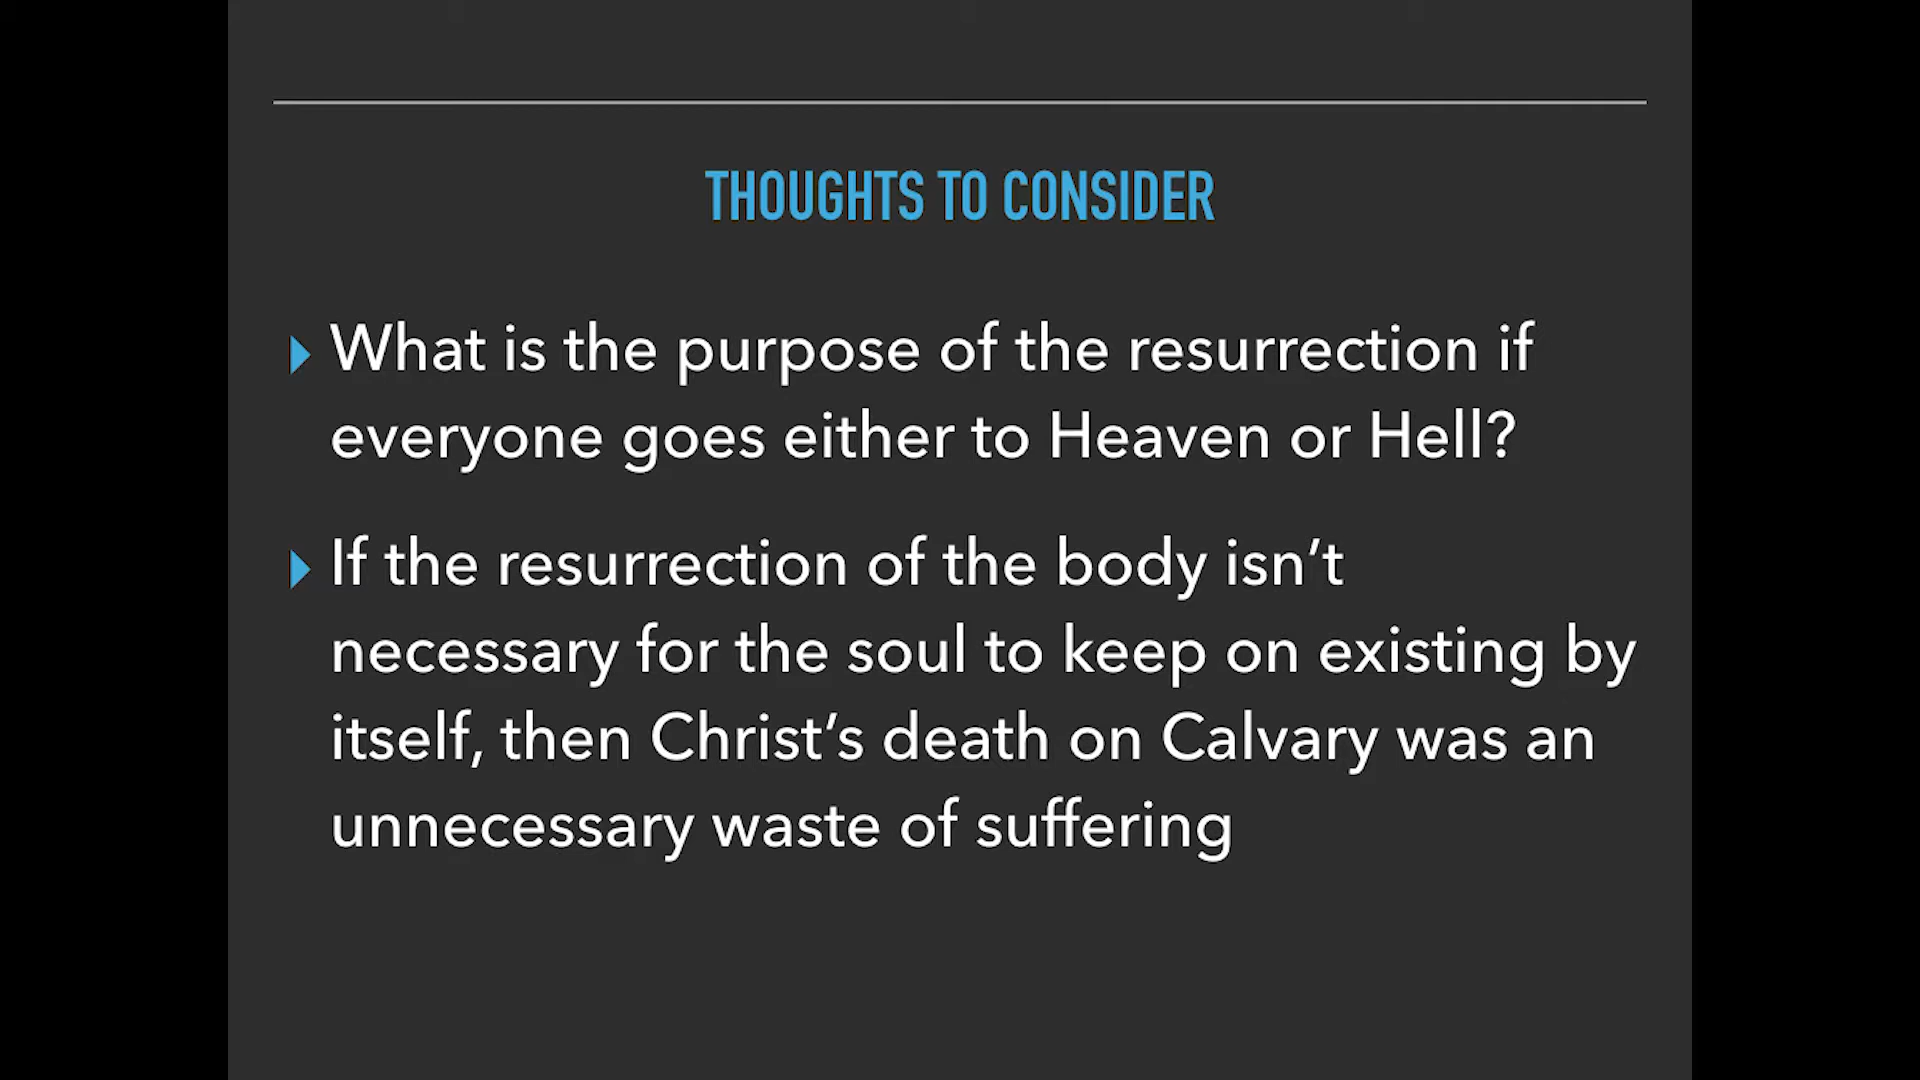 THOUGHTS TO CONSIDER
What is the purpose of the resurrection if
everyone goes either to Heaven or Hell?
If the resurrection of the body isn’t
necessary for the soul to keep on existing by
itself, then Christ’s death on Calvary was an
unnecessary waste of suffering